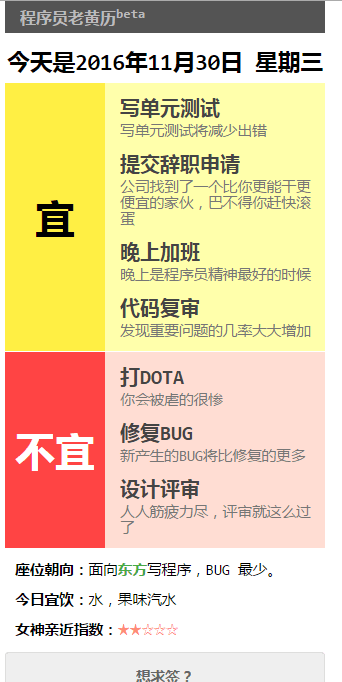 程序员老黄历beta
今天是2016年11月30日 星期三
宜
写单元测试
写单元测试将减少出错
提交辞职申请
公司找到了一个比你更能干更
便宜的家伙，巴不得你赶快滚
蛋
晚上加班
晚上是程序员精神最好的时候
代码复审
发现重要问题的几率大大增加
不宜
打DOTA
你会被虐的很惨
修复BUG
新产生的BUG将比修复的更多
设计评审
人人筋疲力尽，评审就这么过
了
座位朝向：面向东方写程序，BUG 最少。
今日宜饮：水，果味汽水
女神亲近指数：★★☆☆☆
想求签？